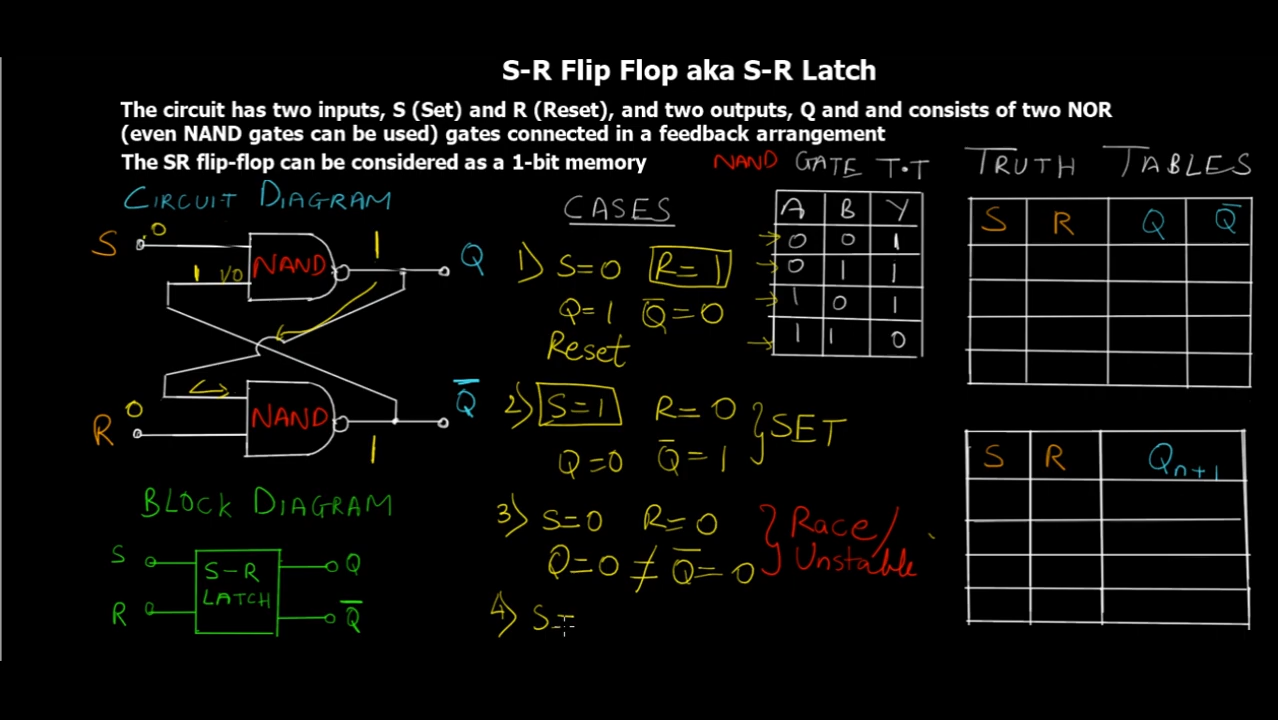 S-R Flip Flop aka S-R Latch
The circuit has two inputs, S (Set) and R (Reset), and two outputs, Q and and consists of two NOR
(even NAND gates can be used) gates connected in a feedback arrangement
The SR flip-flop can be considered as a 1-bit memory
CIRCUIT DIAGRAM
S 0 NAND 1 Q
1 1/0
R 0 NAND 1 Q̅
BLOCK DIAGRAM
S S-R Q
R LATCH Q̅
CASES
1) S=0 R=1
Q=1 Q̅=0
Reset
2) S=1 R=0 } SET
Q=0 Q̅=1
3) S=0 R=0 } Race/
Q=0 ≠ Q̅=0 Unstable
4) S=
NAND GATE T.T
A B Y
0 0 1
0 1 1
1 0 1
1 1 0
TRUTH TABLES
S R Q Q̅
S R Qn+1